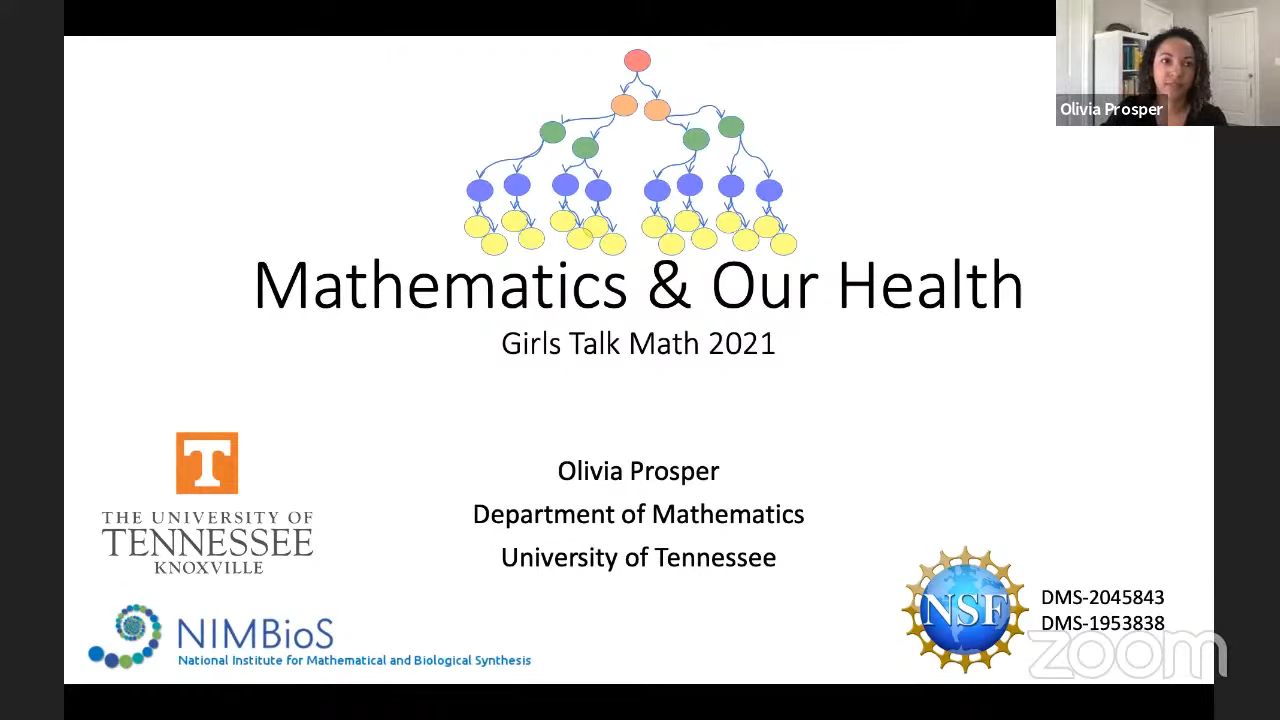 Olivia Prosper
Mathematics & Our Health
Girls Talk Math 2021
Olivia Prosper
Department of Mathematics
University of Tennessee
T
THE UNIVERSITY OF
TENNESSEE
KNOXVILLE
NIMBioS
National Institute for Mathematical and Biological Synthesis
NSF
DMS-2045843
DMS-1953838
zoom